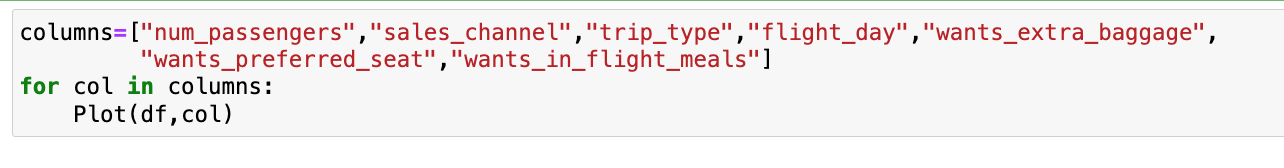 columns=["num_passengers","sales_channel","trip_type","flight_day","wants_extra_baggage",
         "wants_preferred_seat","wants_in_flight_meals"]
for col in columns:
    Plot(df,col)